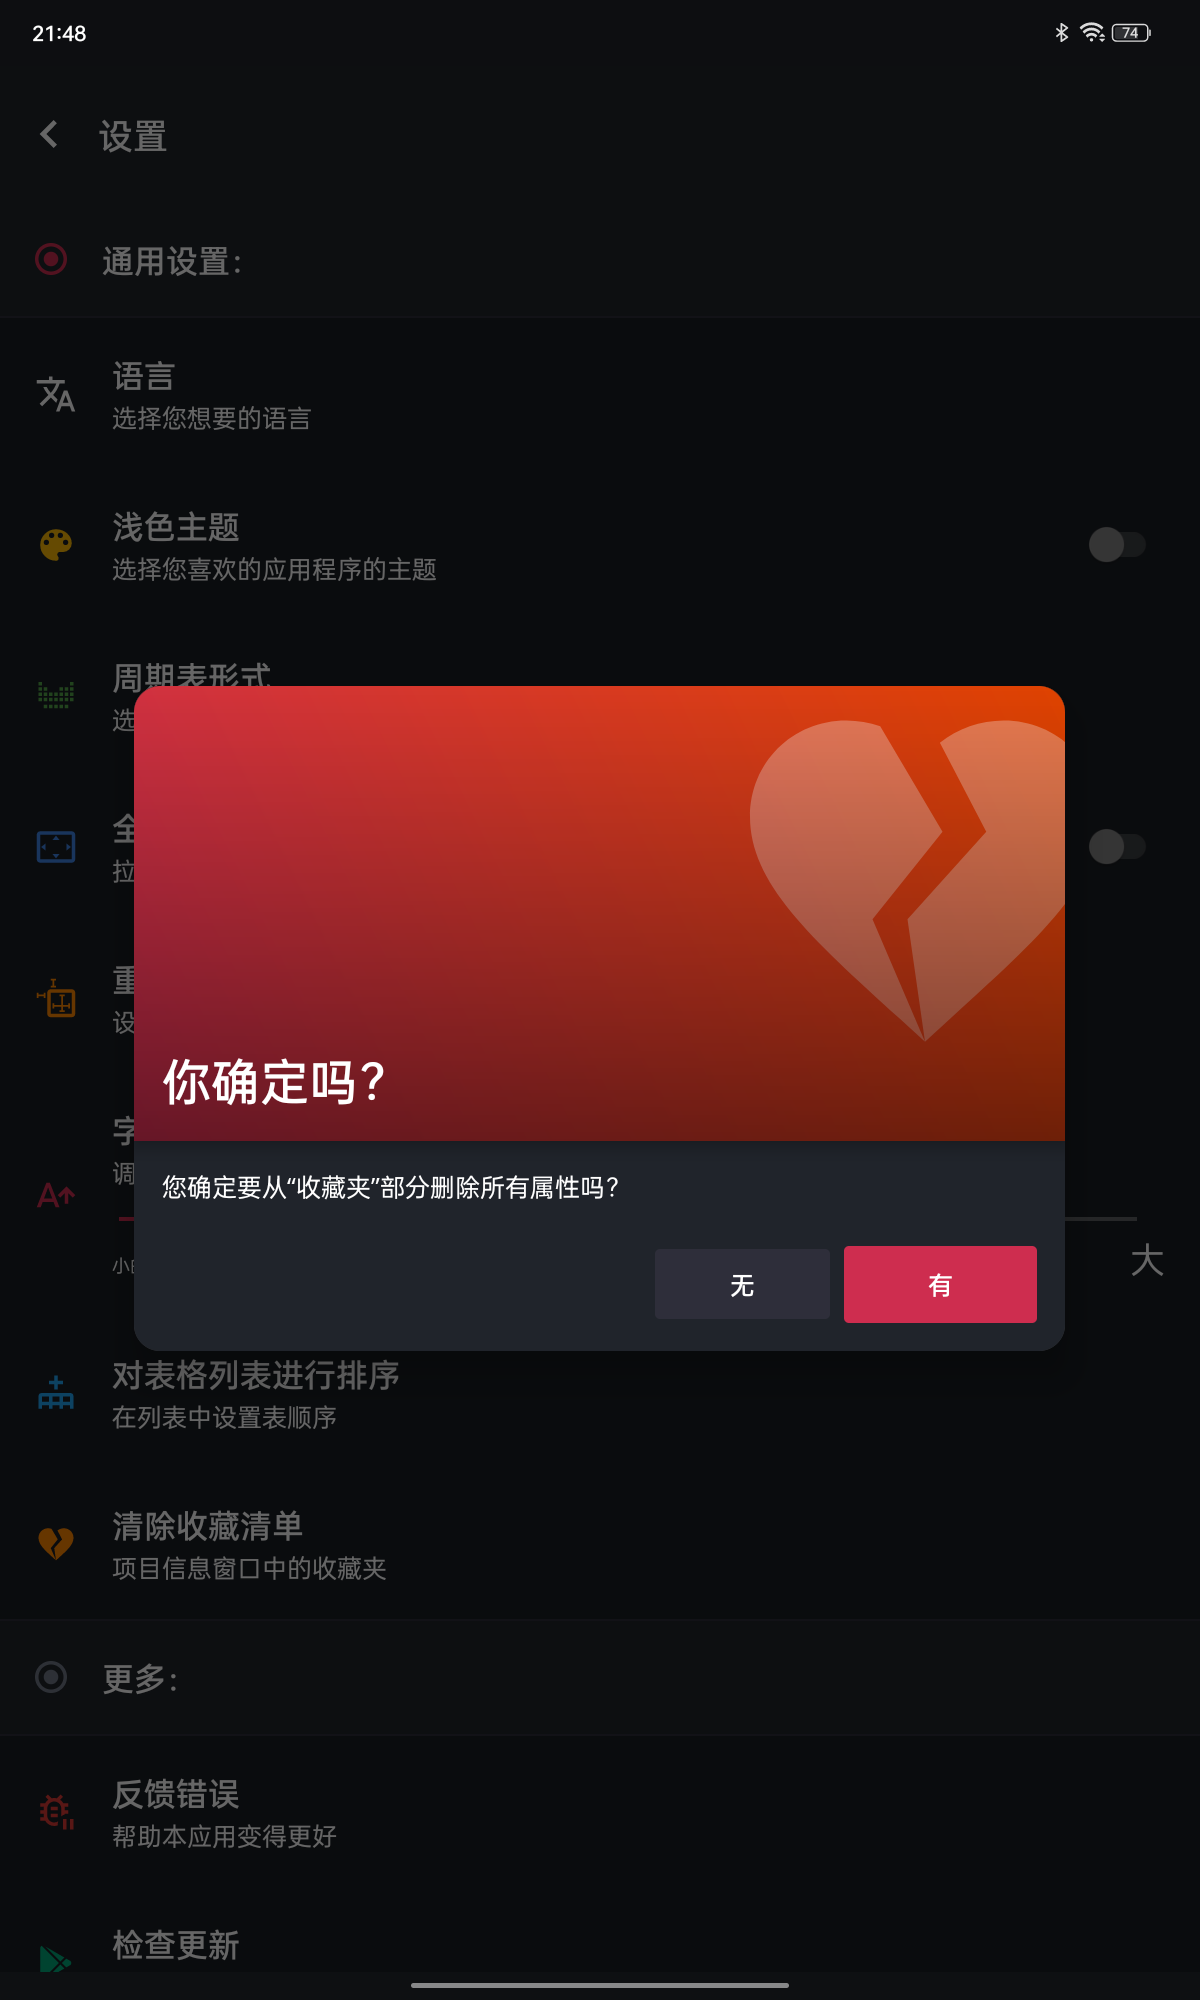 21:48
74
设置
通用设置:
语言
选择您想要的语言
浅色主题
选择您喜欢的应用程序的主题
周期表形式
选
全
拉
重
设
你确定吗?
字
调
您确定要从“收藏夹”部分删除所有属性吗?
小
大
无
有
对表格列表进行排序
在列表中设置表顺序
清除收藏清单
项目信息窗口中的收藏夹
更多:
反馈错误
帮助本应用变得更好
检查更新